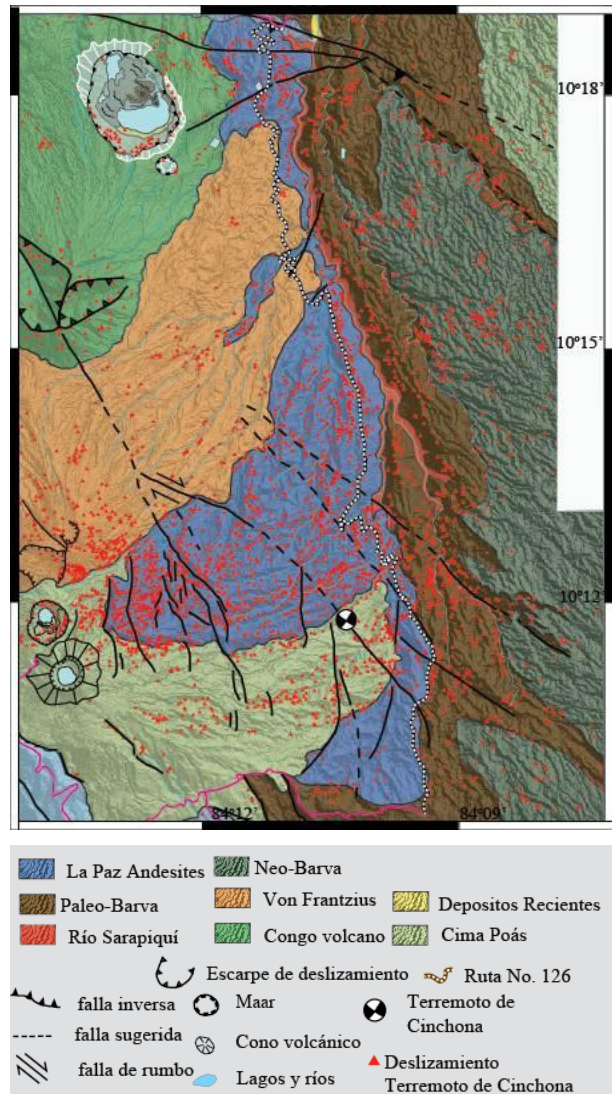 10°18'
10°15'
10°12'
84°12' 84°09'
La Paz Andesites Neo-Barva
Paleo-Barva Von Frantzius Depositos Recientes
Río Sarapiquí Congo volcano Cima Poás
Escarpe de deslizamiento Ruta No. 126
falla inversa Maar Terremoto de
Cinchona
falla sugerida Cono volcánico
falla de rumbo Lagos y ríos Deslizamiento
Terremoto de Cinchona